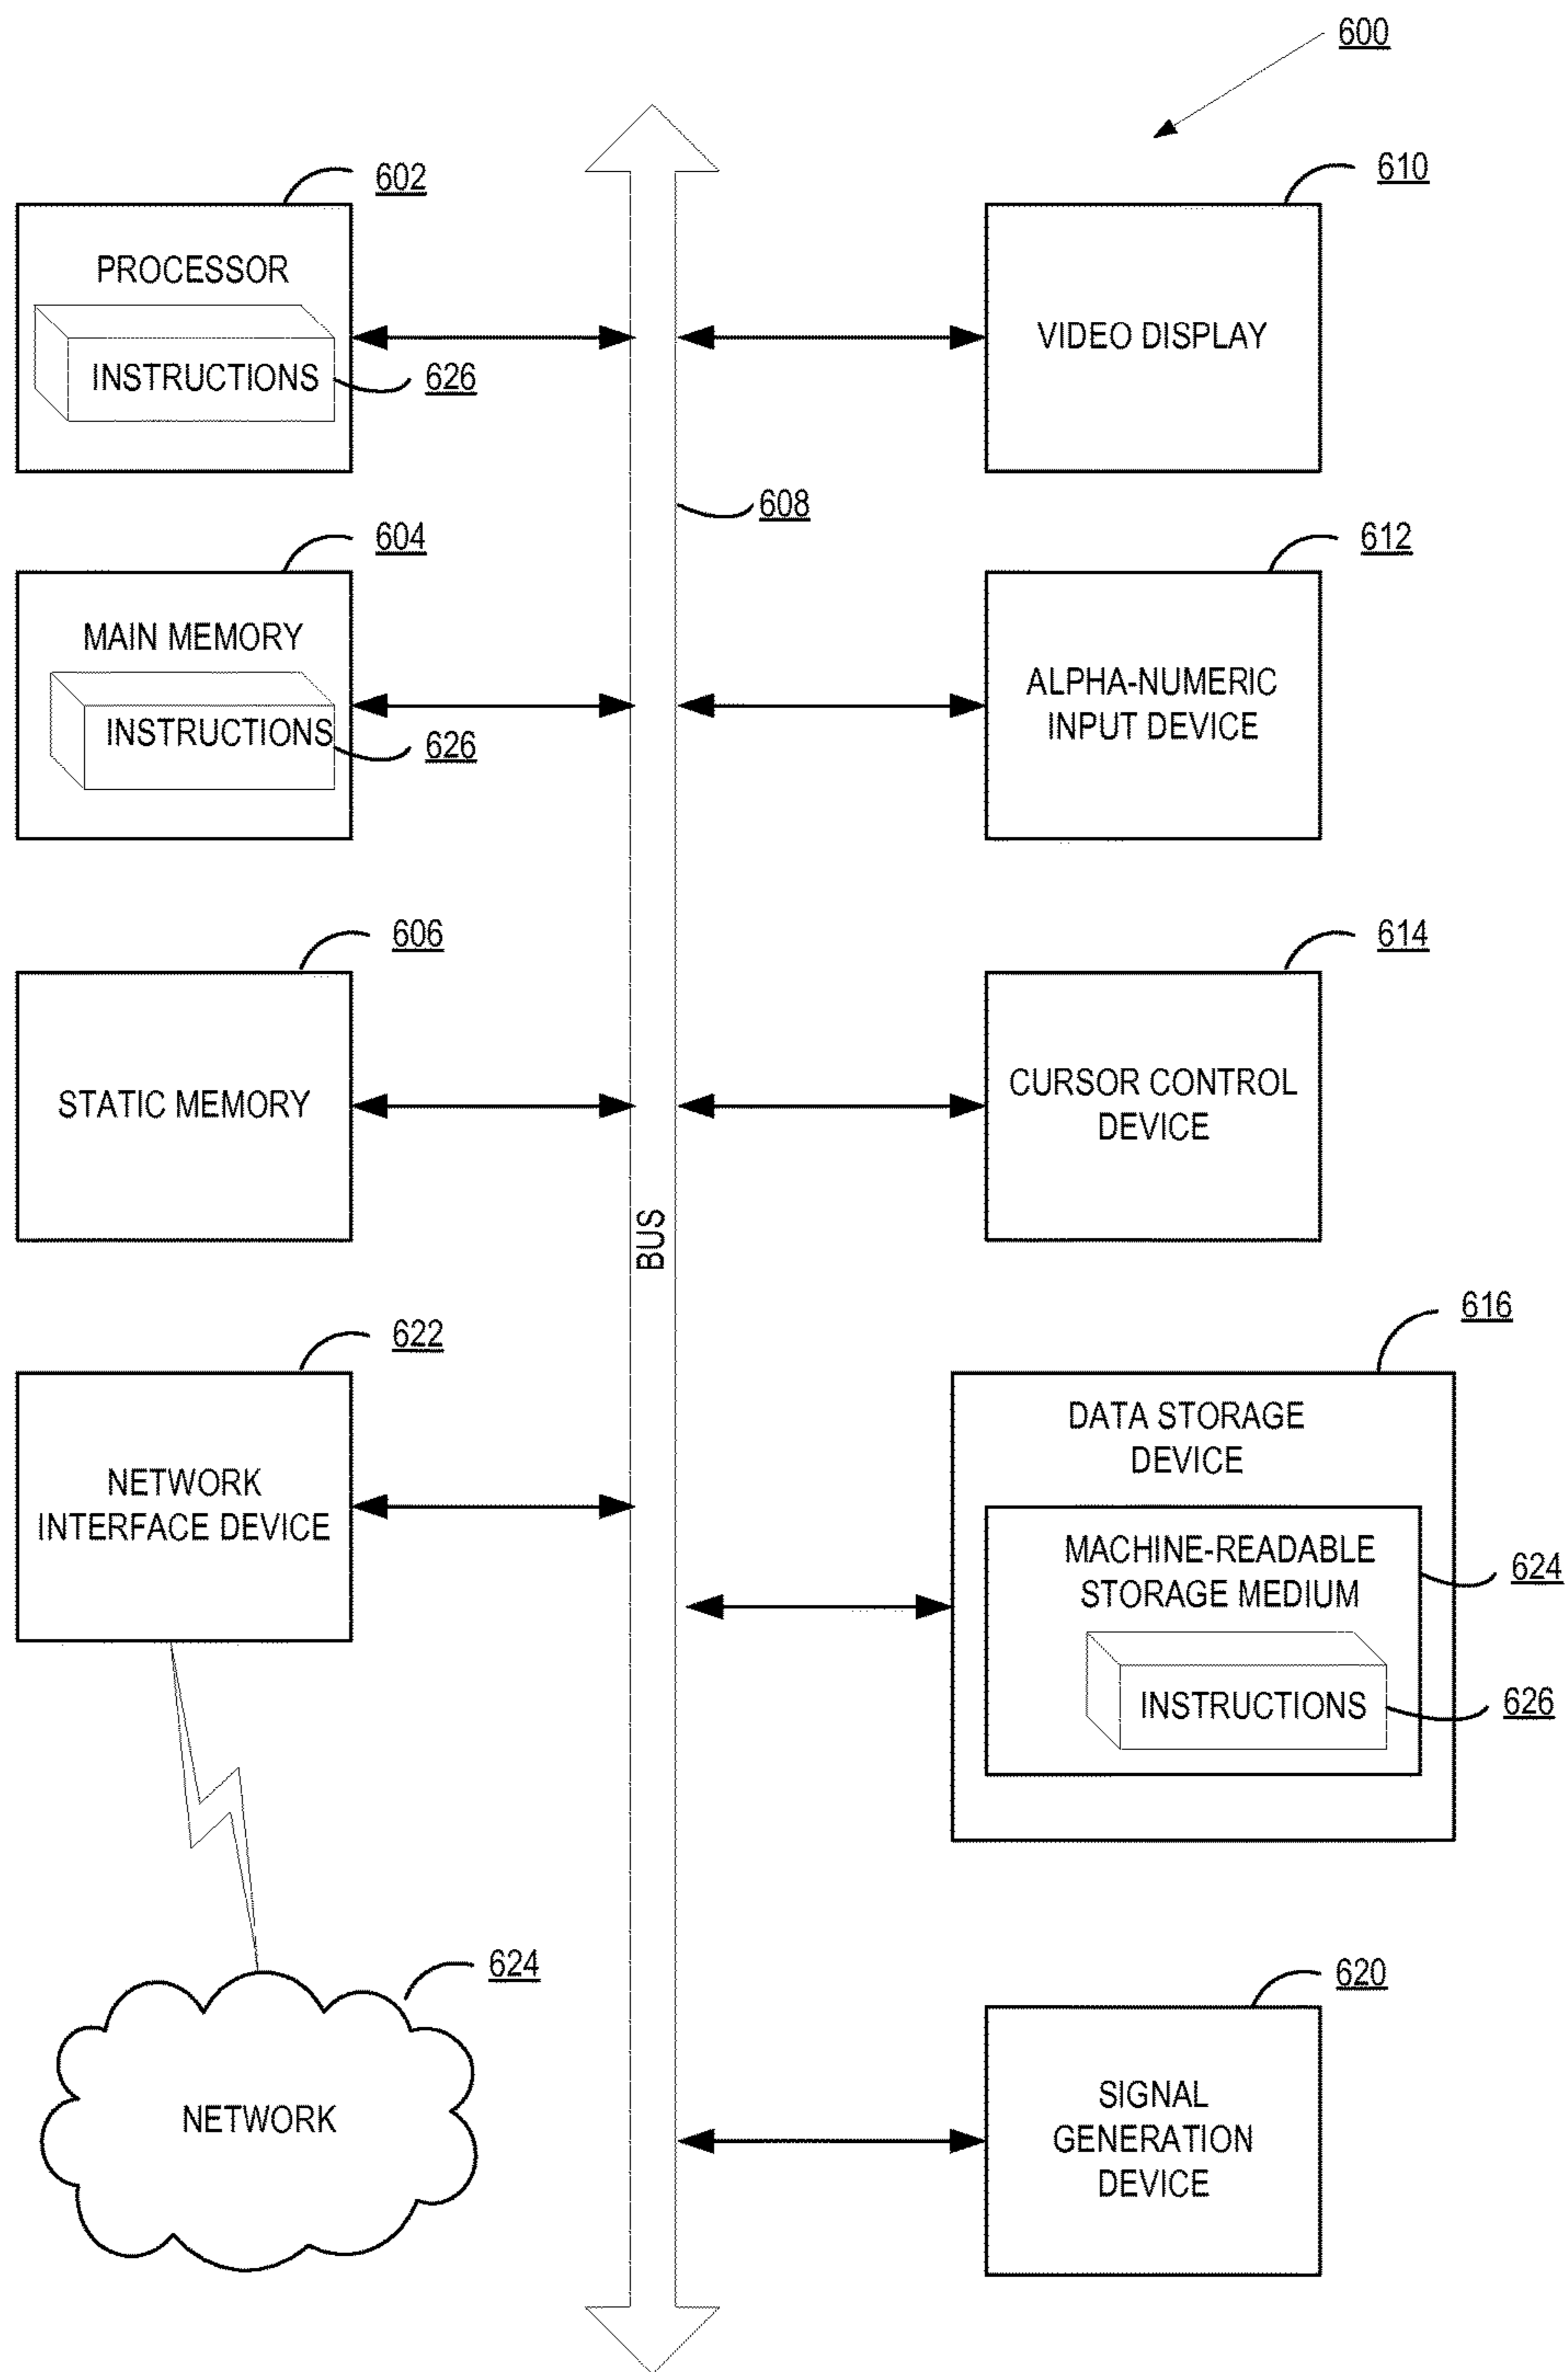 600
602
PROCESSOR
INSTRUCTIONS
626
604
MAIN MEMORY
INSTRUCTIONS
626
606
STATIC MEMORY
622
NETWORK
INTERFACE DEVICE
624
NETWORK
608
BUS
610
VIDEO DISPLAY
612
ALPHA-NUMERIC
INPUT DEVICE
614
CURSOR CONTROL
DEVICE
616
DATA STORAGE
DEVICE
MACHINE-READABLE
STORAGE MEDIUM
624
INSTRUCTIONS
626
620
SIGNAL
GENERATION
DEVICE